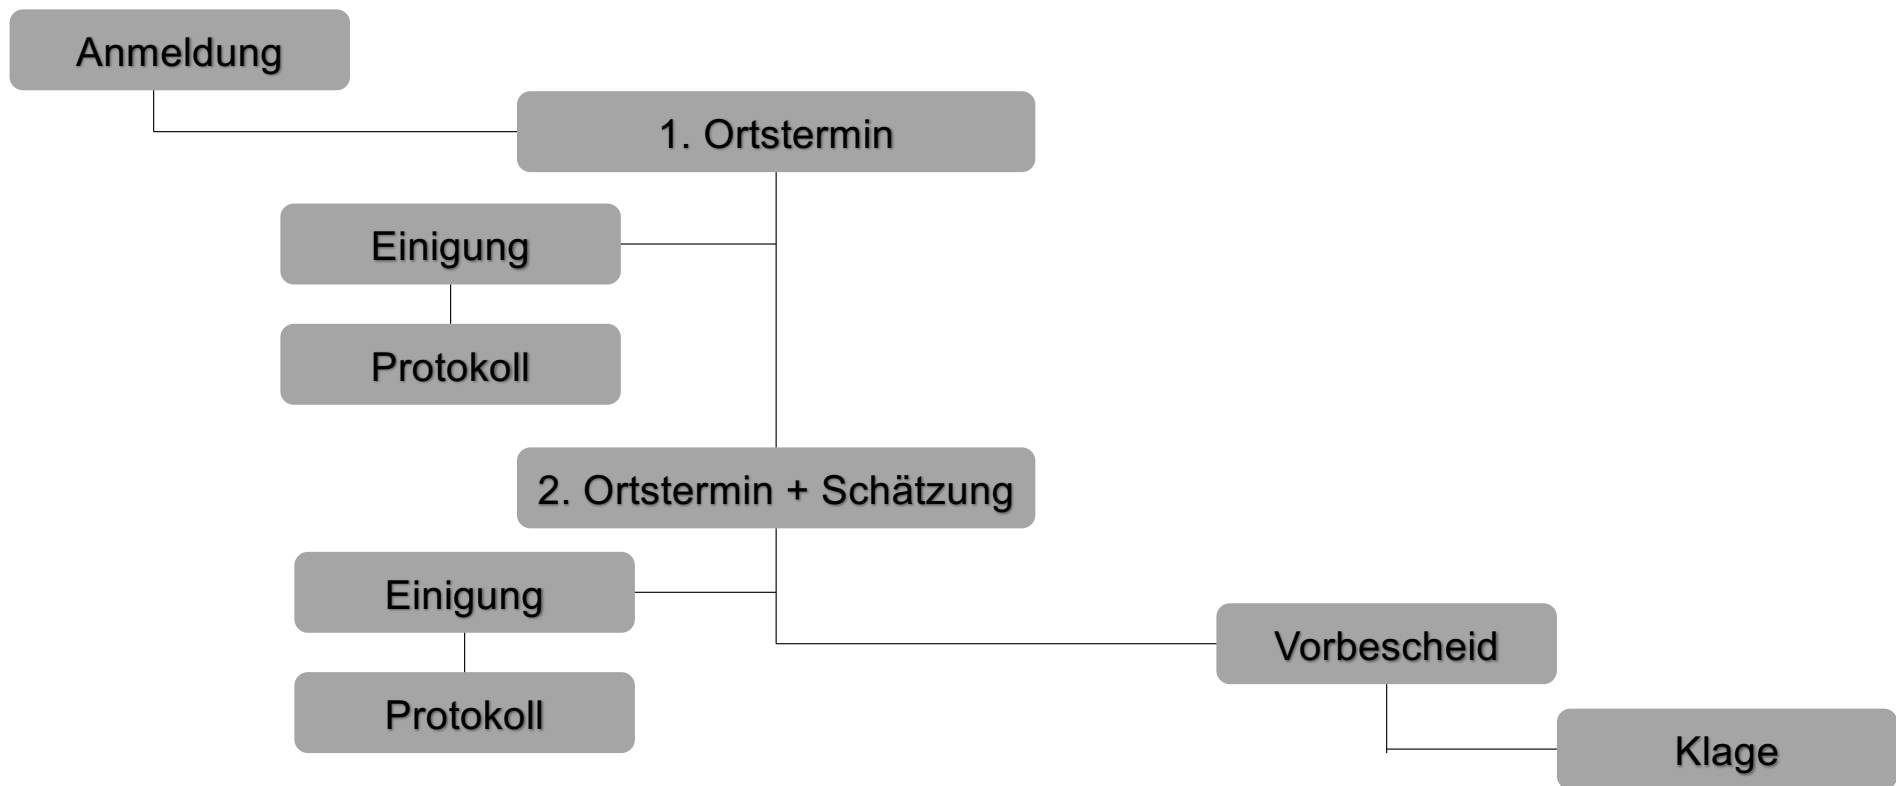 Anmeldung
1. Ortstermin
Einigung
Protokoll
2. Ortstermin + Schätzung
Einigung
Vorbescheid
Protokoll
Klage